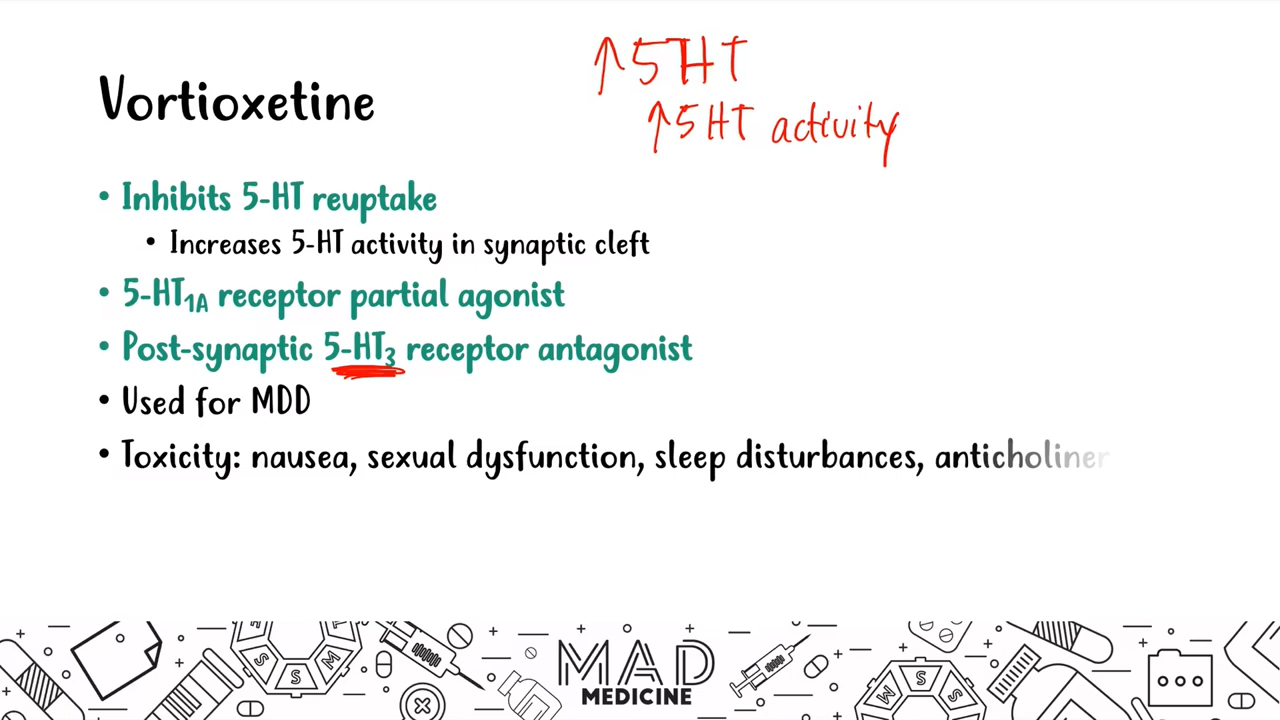 ↑5HT
Vortioxetine
↑5HT activity
• Inhibits 5-HT reuptake
• Increases 5-HT activity in synaptic cleft
• 5-HT1A receptor partial agonist
• Post-synaptic 5-HT3 receptor antagonist
• Used for MDD
• Toxicity: nausea, sexual dysfunction, sleep disturbances, anticholiner
S
S
M
M
S
S
MAD
MEDICINE